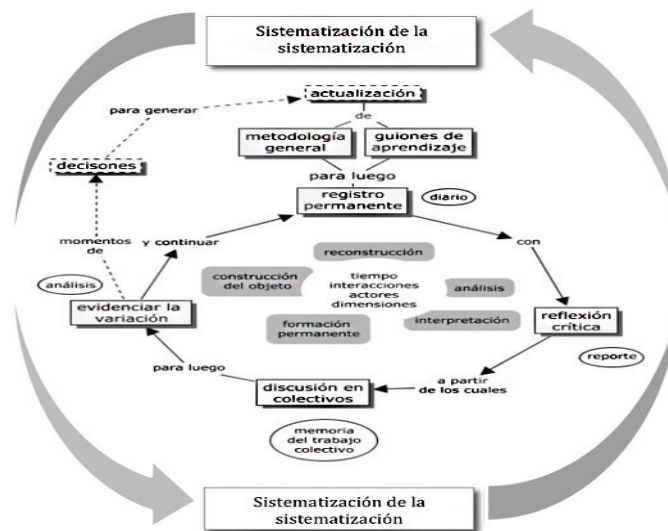 Sistematización de la
sistematización
actualización
para generar
de
metodología
general
guiones de
aprendizaje
decisones
para luego
registro
permanente
diario
momentos
de
y continuar
con
reconstrucción
construcción
del objeto
tiempo
interacciones
actores
dimensiones
análisis
análisis
evidenciar la
variación
formación
permanente
interpretación
reflexión
crítica
reporte
para luego
a partir
de los cuales
discusión en
colectivos
memoria
del trabajo
colectivo
Sistematización de la
sistematización